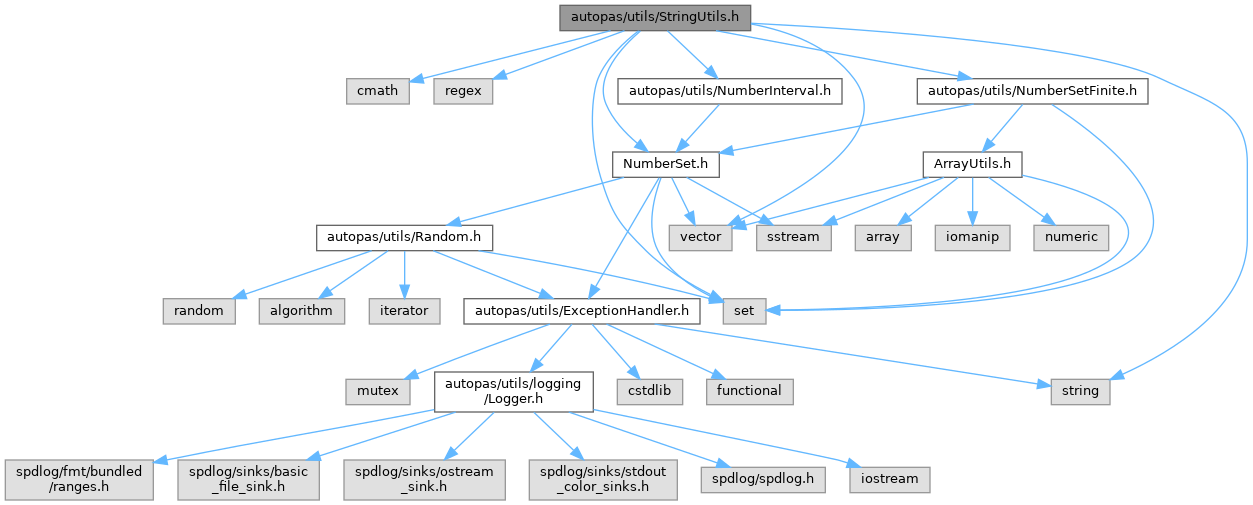 autopas/utils/StringUtils.h
cmath
regex
autopas/utils/NumberInterval.h
autopas/utils/NumberSetFinite.h
NumberSet.h
ArrayUtils.h
autopas/utils/Random.h
vector
sstream
array
iomanip
numeric
random
algorithm
iterator
autopas/utils/ExceptionHandler.h
set
mutex
autopas/utils/logging
/Logger.h
cstdlib
functional
string
spdlog/fmt/bundled
/ranges.h
spdlog/sinks/basic
_file_sink.h
spdlog/sinks/ostream
_sink.h
spdlog/sinks/stdout
_color_sinks.h
spdlog/spdlog.h
iostream